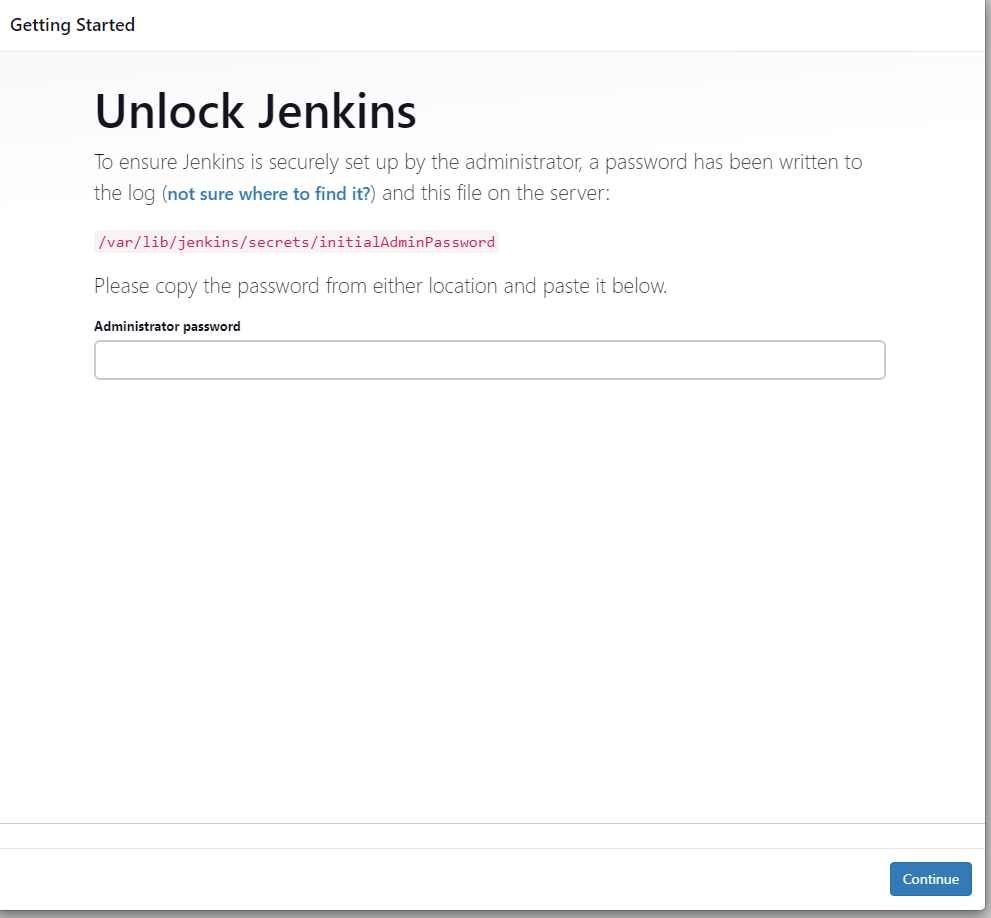 Getting Started
Unlock Jenkins
To ensure Jenkins is securely set up by the administrator, a password has been written to
the log (not sure where to find it?) and this file on the server:
/var/lib/jenkins/secrets/initialAdminPassword
Please copy the password from either location and paste it below.
Administrator password
Continue